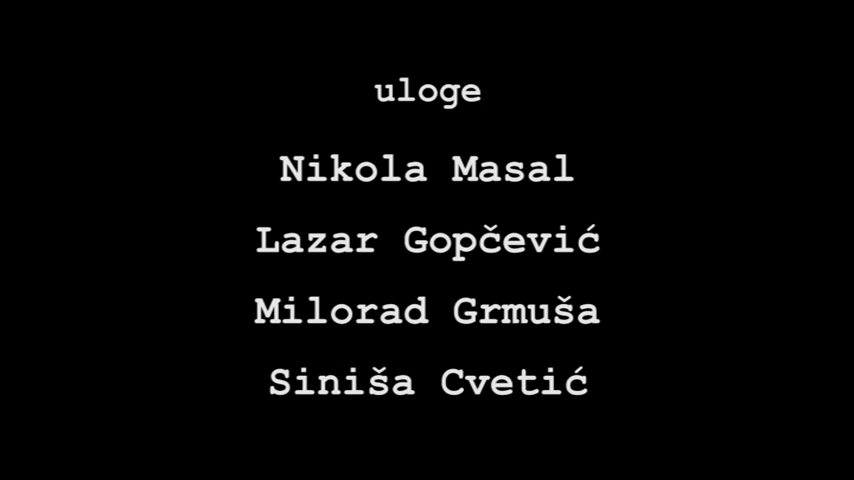 uloge
Nikola Masal
Lazar Gopčević
Milorad Grmuša
Siniša Cvetić